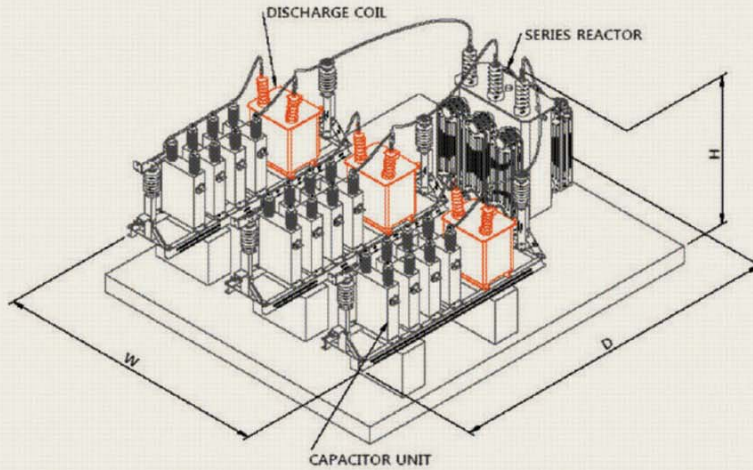 DISCHARGE COIL
SERIES REACTOR
H
W
D
CAPACITOR UNIT